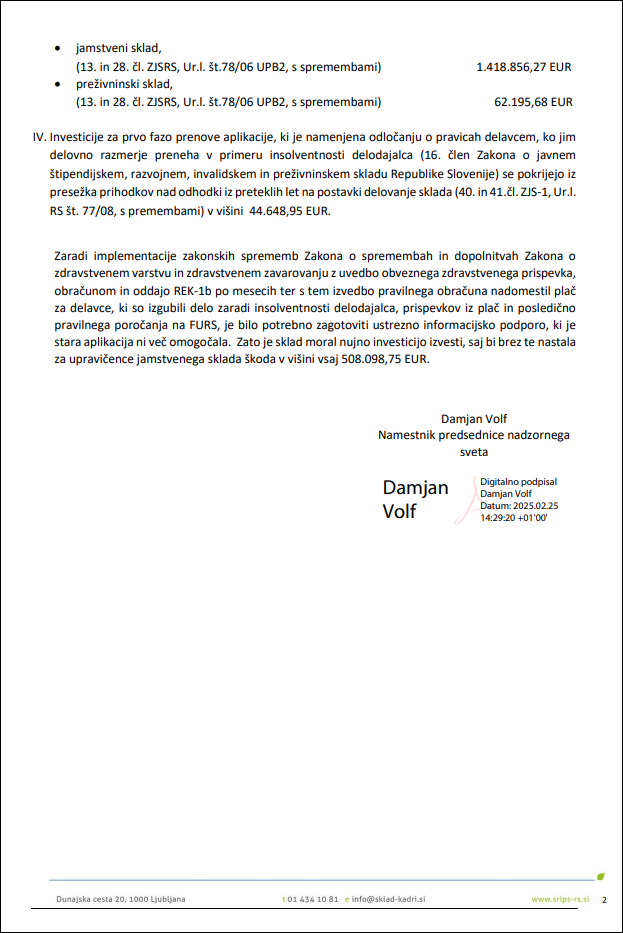 • jamstveni sklad,
(13. in 28. čl. ZJSRS, Ur.l. št.78/06 UPB2, s spremembami) 1.418.856,27 EUR
• preživninski sklad,
(13. in 28. čl. ZJSRS, Ur.l. št.78/06 UPB2, s spremembami) 62.195,68 EUR
IV. Investicije za prvo fazo prenove aplikacije, ki je namenjena odločanju o pravicah delavcem, ko jim
delovno razmerje preneha v primeru insolventnosti delodajalca (16. člen Zakona o javnem
štipendijskem, razvojnem, invalidskem in preživninskem skladu Republike Slovenije) se pokrijejo iz
presežka prihodkov nad odhodki iz preteklih let na postavki delovanje sklada (40. in 41.čl. ZJS-1, Ur.l.
RS št. 77/08, s premembami) v višini 44.648,95 EUR.
Zaradi implementacije zakonskih sprememb Zakona o spremembah in dopolnitvah Zakona o
zdravstvenem varstvu in zdravstvenem zavarovanju z uvedbo obveznega zdravstvenega prispevka,
obračunom in oddajo REK-1b po mesecih ter s tem izvedbo pravilnega obračuna nadomestil plač
za delavce, ki so izgubili delo zaradi insolventnosti delodajalca, prispevkov iz plač in posledično
pravilnega poročanja na FURS, je bilo potrebno zagotoviti ustrezno informacijsko podporo, ki je
stara aplikacija ni več omogočala. Zato je sklad moral nujno investicijo izvesti, saj bi brez te nastala
za upravičence jamstvenega sklada škoda v višini vsaj 508.098,75 EUR.
Damjan Volf
Namestnik predsednice nadzornega
sveta
Damjan
Volf
Digitalno podpisal
Damjan Volf
Datum: 2025.02.25
14:29:20 +01'00'
Dunajska cesta 20, 1000 Ljubljana t 01 434 10 81 e info@sklad-kadri.si www.srips-rs.si 2